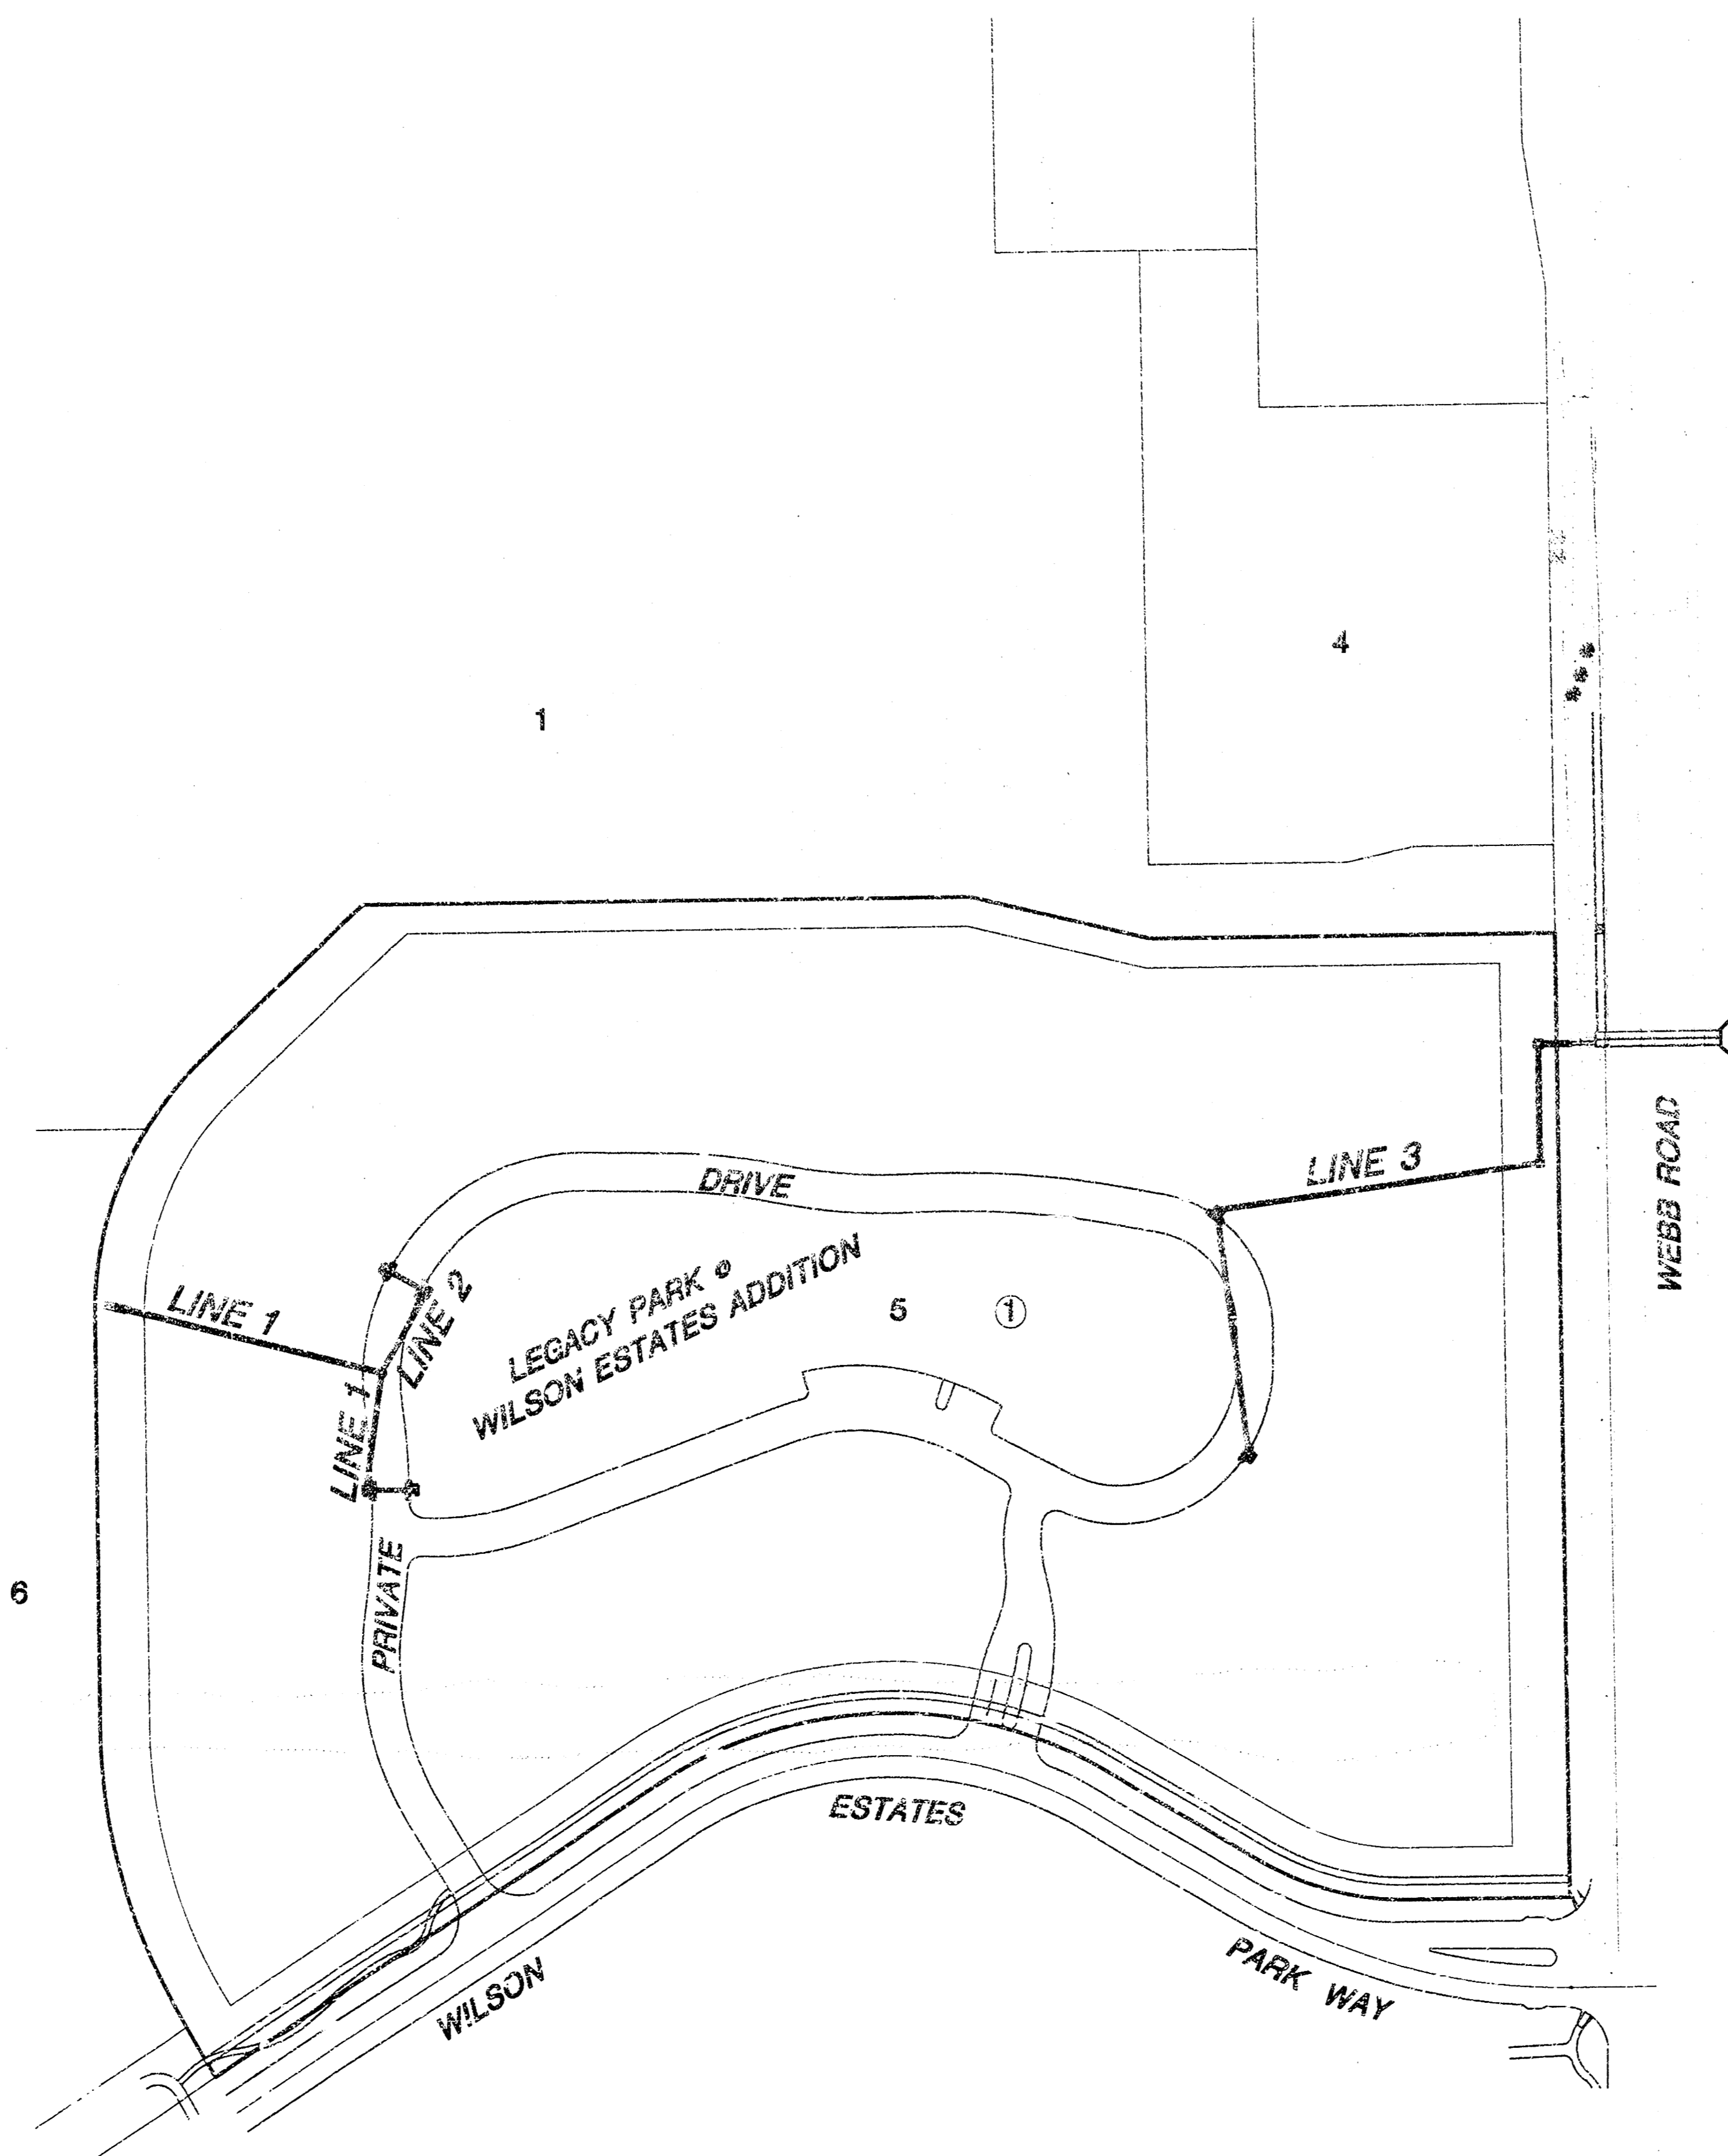 4
1
LINE 3
WEBB ROAD
DRIVE
LINE 1
LINE 2
LEGACY PARK @
WILSON ESTATES ADDITION
5
1
LINE 1
PRIVATE
6
ESTATES
WILSON
PARK WAY